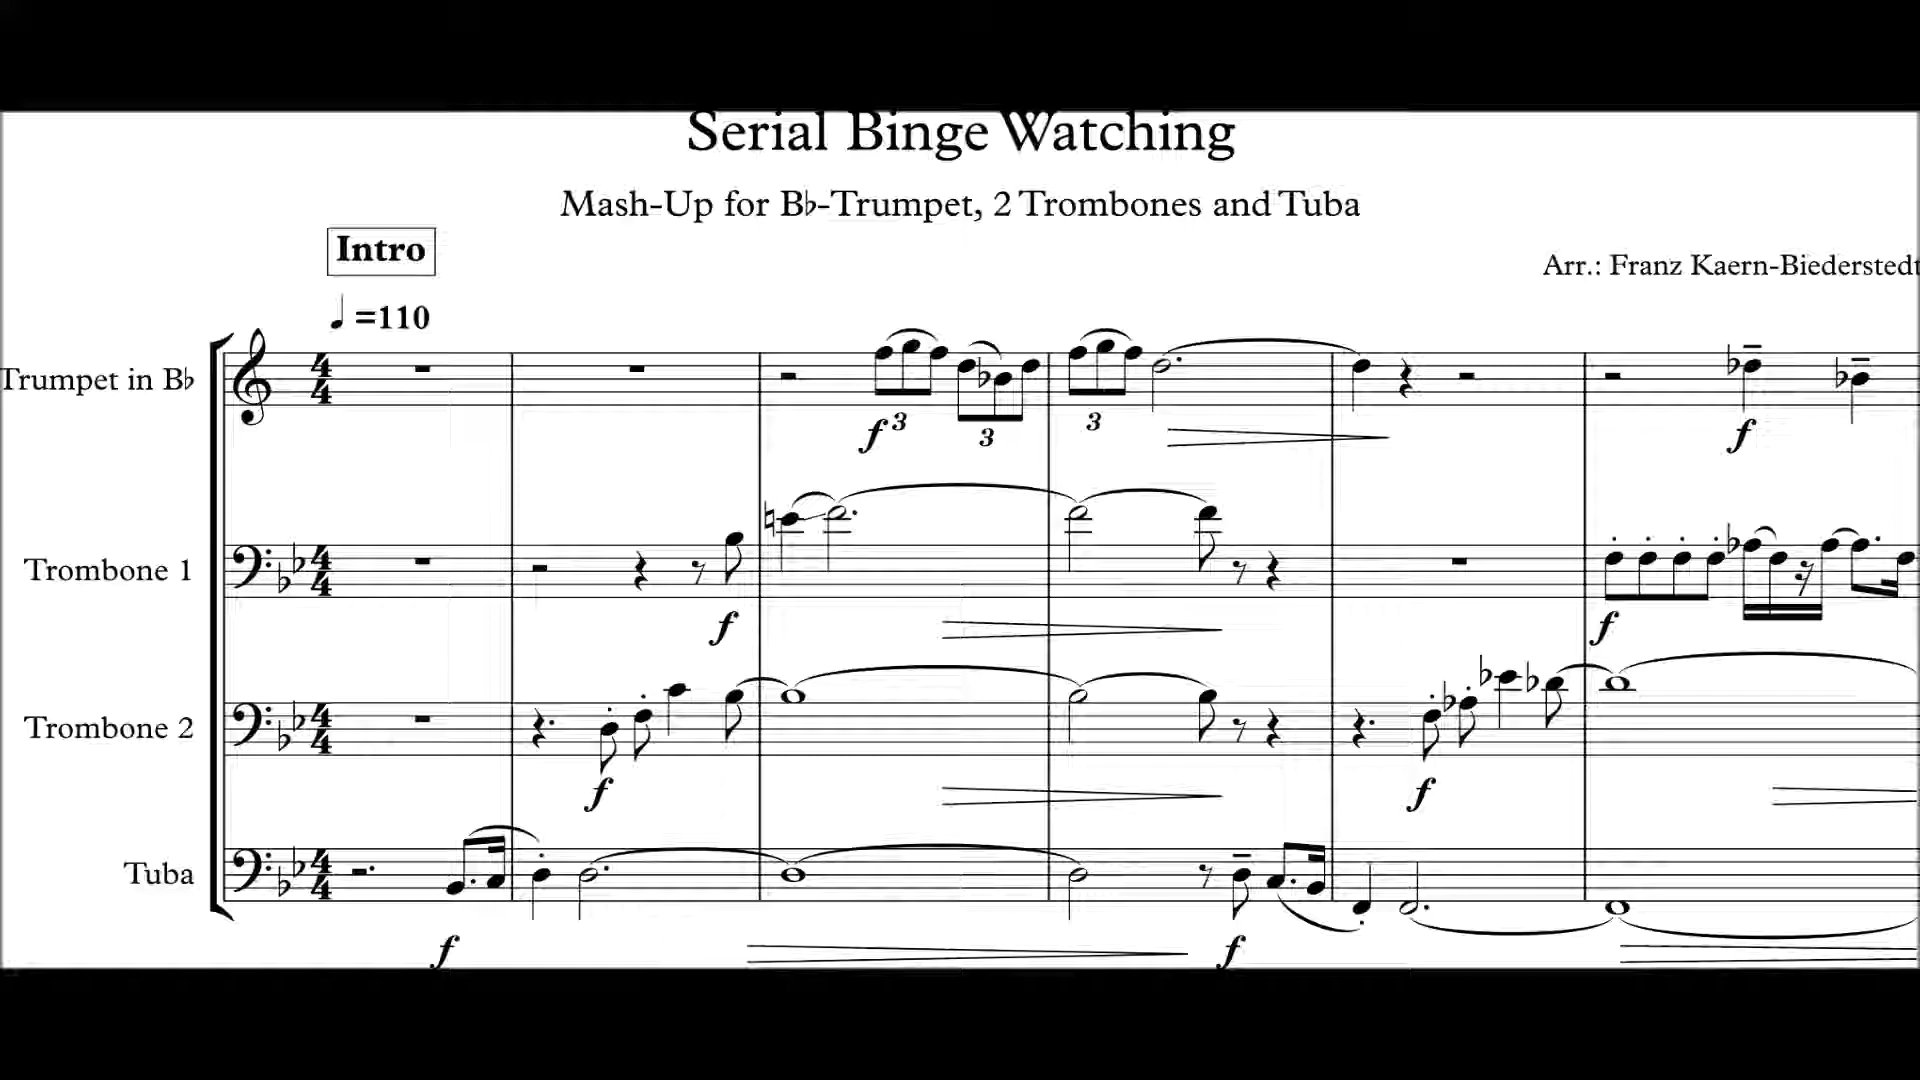 Serial Binge Watching
Mash-Up for B♭-Trumpet, 2 Trombones and Tuba
Intro
Arr.: Franz Kaern-Biederstedt
♩ =110
Trumpet in B♭
f 3 3 3 f
Trombone 1
f f
Trombone 2
f f
Tuba
f f